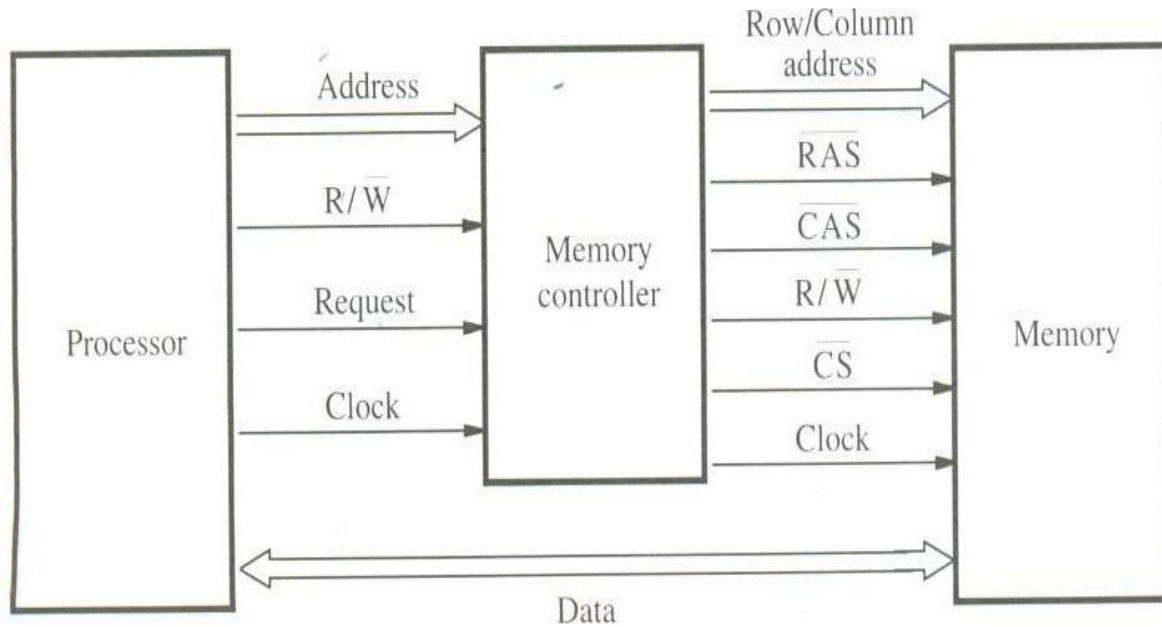 Row/Column
address
Address
RAS
R/W̅
CAS
Memory
controller
Request
R/W̅
Processor
Memory
CS
Clock
Clock
Data